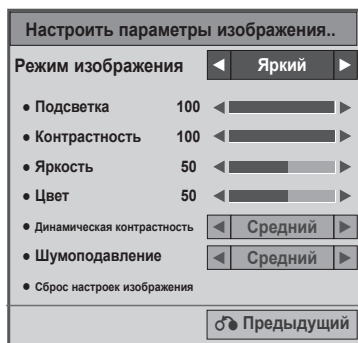 Настроить параметры изображения..
Режим изображения ◀ Яркий ▶
● Подсветка 100 ◀ ▶
● Контрастность 100 ◀ ▶
● Яркость 50 ◀ ▶
● Цвет 50 ◀ ▶
● Динамическая контрастность ◀ Средний ▶
● Шумоподавление ◀ Средний ▶
● Сброс настроек изображения
Предыдущий